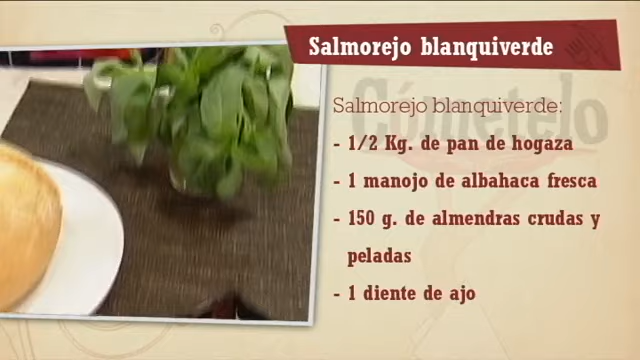 Salmorejo blanquiverde
Cómetelo
Salmorejo blanquiverde:
- 1/2 Kg. de pan de hogaza
- 1 manojo de albahaca fresca
- 150 g. de almendras crudas y
peladas
- 1 diente de ajo